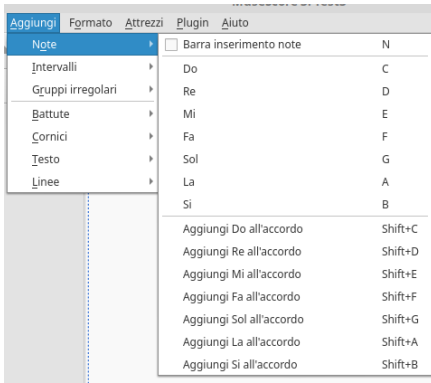 Aggiungi Formato Attrezzi Plugin Aiuto
Note
Intervalli
Gruppi irregolari
Battute
Cornici
Testo
Linee
Barra inserimento note N
Do C
Re D
Mi E
Fa F
Sol G
La A
Si B
Aggiungi Do all'accordo Shift+C
Aggiungi Re all'accordo Shift+D
Aggiungi Mi all'accordo Shift+E
Aggiungi Fa all'accordo Shift+F
Aggiungi Sol all'accordo Shift+G
Aggiungi La all'accordo Shift+A
Aggiungi Si all'accordo Shift+B